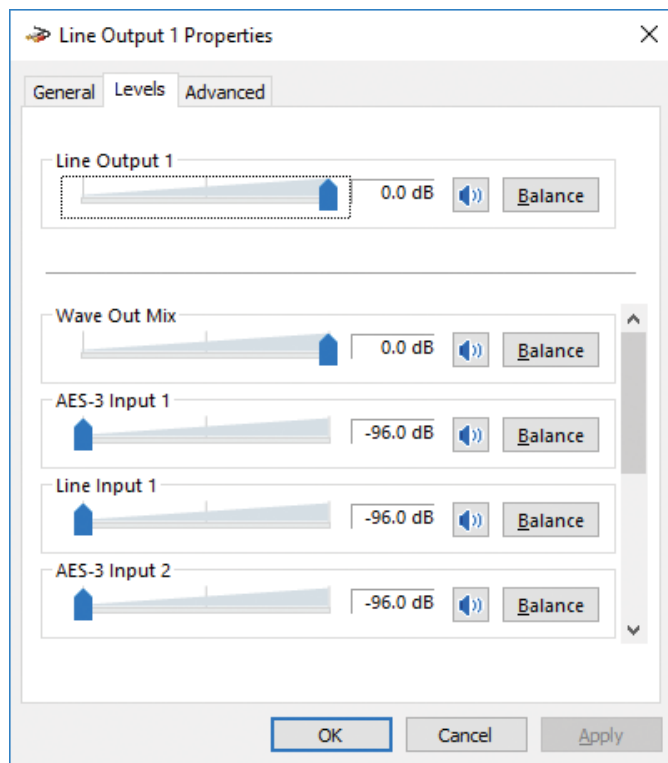 Line Output 1 Properties
General Levels Advanced
Line Output 1
0.0 dB Balance
Wave Out Mix
0.0 dB Balance
AES-3 Input 1
-96.0 dB Balance
Line Input 1
-96.0 dB Balance
AES-3 Input 2
-96.0 dB Balance
OK Cancel Apply